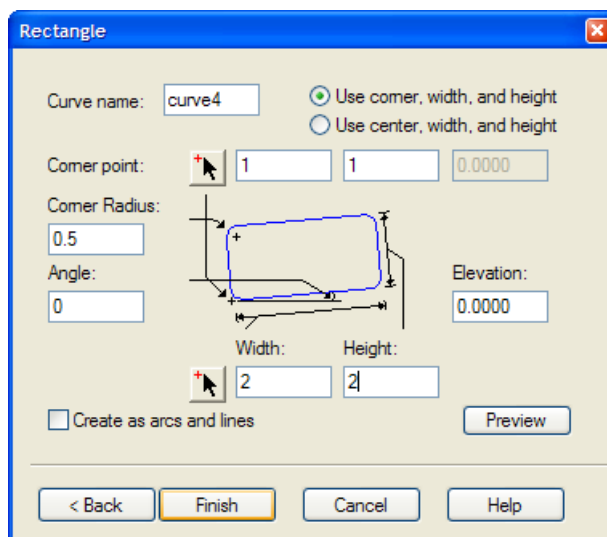 Rectangle
Curve name: curve4
Use corner, width, and height
Use center, width, and height
Corner point: 1 1 0.0000
Corner Radius:
0.5
Angle:
0
Elevation:
0.0000
Width: Height:
2 2
Create as arcs and lines
Preview
< Back Finish Cancel Help